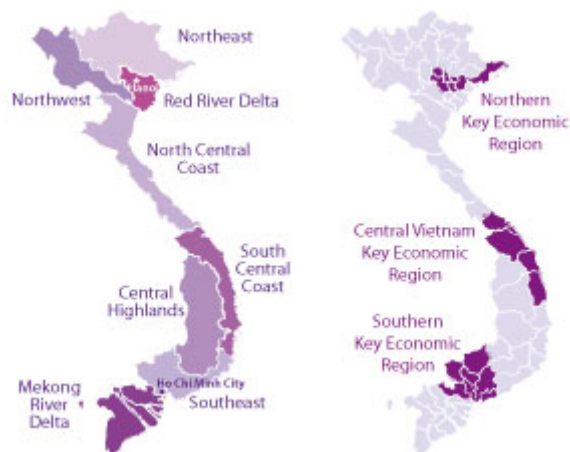 Northeast
Hanoi
Northwest
Red River Delta
North Central
Coast
South
Central
Coast
Central
Highlands
Ho Chi Minh City
Southeast
Mekong
River
Delta
Northern
Key Economic
Region
Central Vietnam
Key Economic
Region
Southern
Key Economic
Region